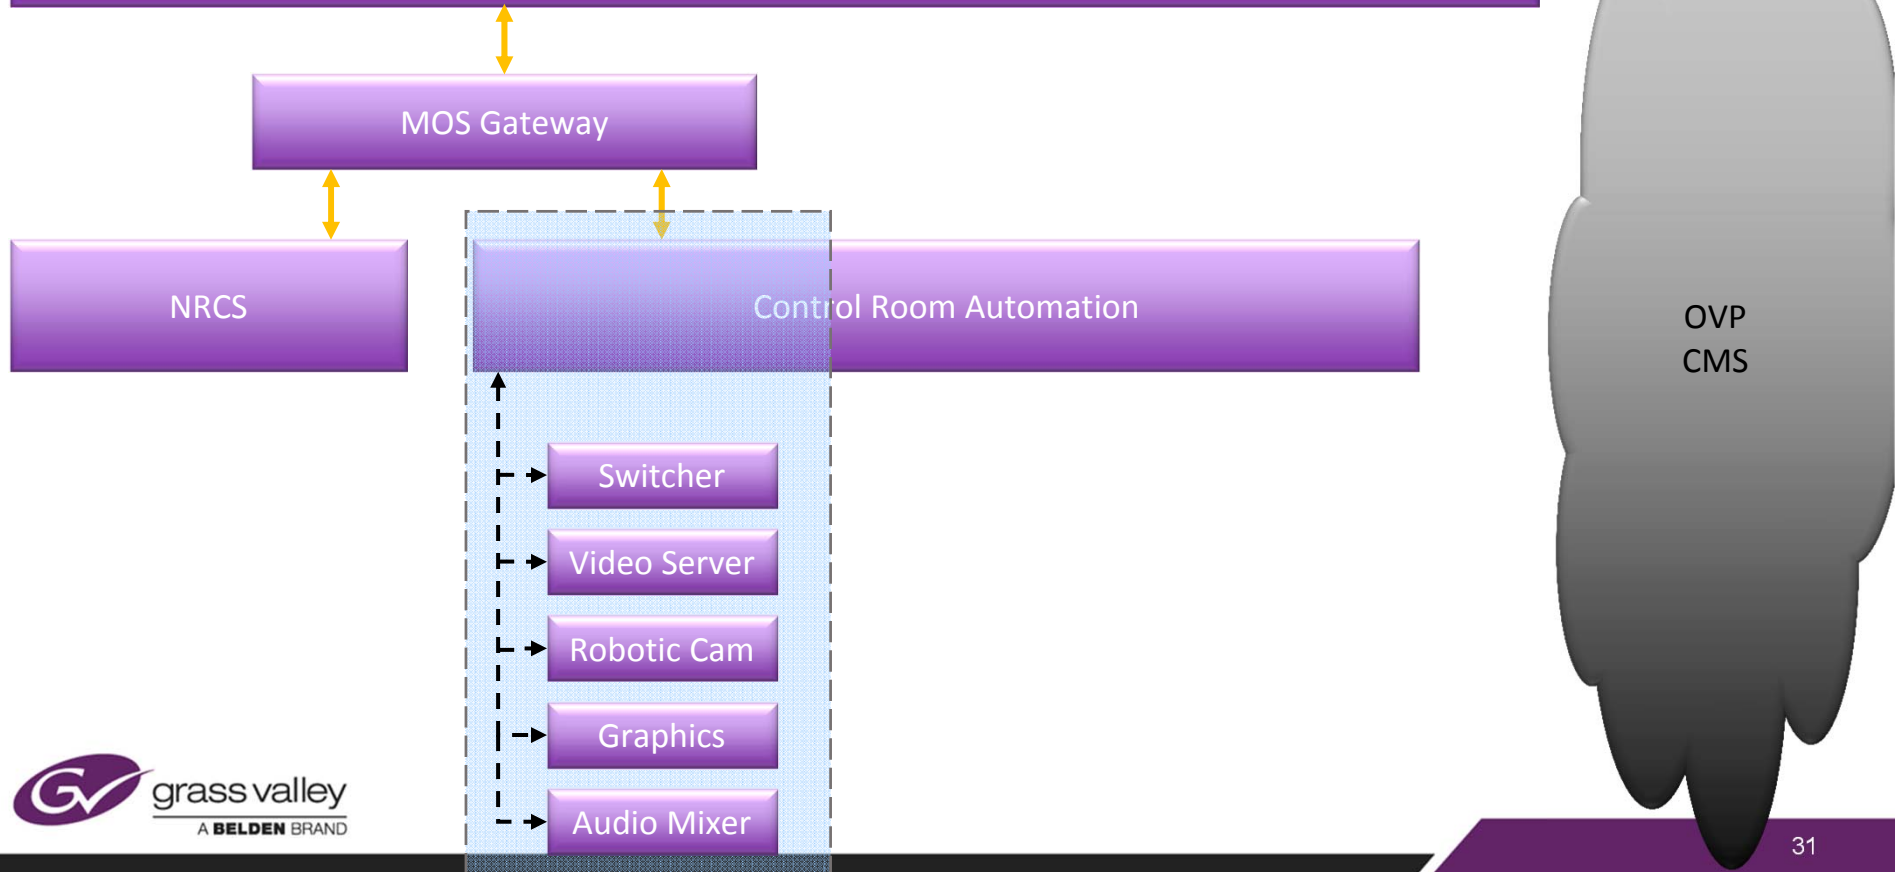 MOS Gateway
NRCS
Control Room Automation
OVP
CMS
Switcher
Video Server
Robotic Cam
Graphics
Audio Mixer
GV
grass valley
A BELDEN BRAND
31